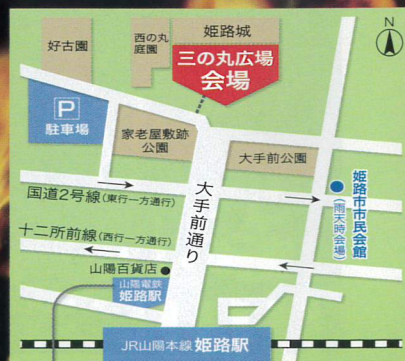 N
好古園
西の丸
庭園
姫路城
三の丸広場
会場
P
駐車場
家老屋敷跡
公園
大手前公園
姫路市市民会館
(雨天時会場)
国道2号線(東行一方通行)
大手前通り
十二所前線(西行一方通行)
山陽百貨店
山陽電鉄
姫路駅
JR山陽本線 姫路駅